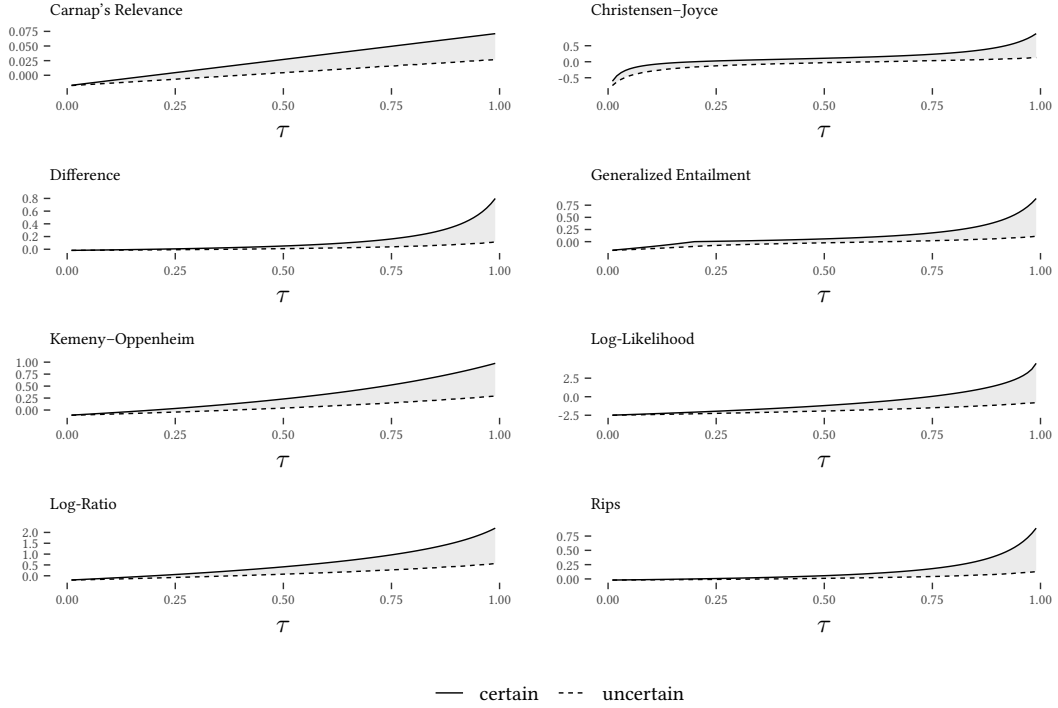 Carnap's Relevance
0.075
0.050
0.025
0.000
0.00 0.25 0.50 0.75 1.00
τ
Christensen–Joyce
0.5
0.0
−0.5
0.00 0.25 0.50 0.75 1.00
τ
Difference
0.8
0.6
0.4
0.2
0.0
0.00 0.25 0.50 0.75 1.00
τ
Generalized Entailment
0.75
0.50
0.25
0.00
0.00 0.25 0.50 0.75 1.00
τ
Kemeny–Oppenheim
1.00
0.75
0.50
0.25
0.00
0.00 0.25 0.50 0.75 1.00
τ
Log-Likelihood
2.5
0.0
−2.5
0.00 0.25 0.50 0.75 1.00
τ
Log-Ratio
2.0
1.5
1.0
0.5
0.0
0.00 0.25 0.50 0.75 1.00
τ
Rips
0.75
0.50
0.25
0.00
0.00 0.25 0.50 0.75 1.00
τ
certain uncertain